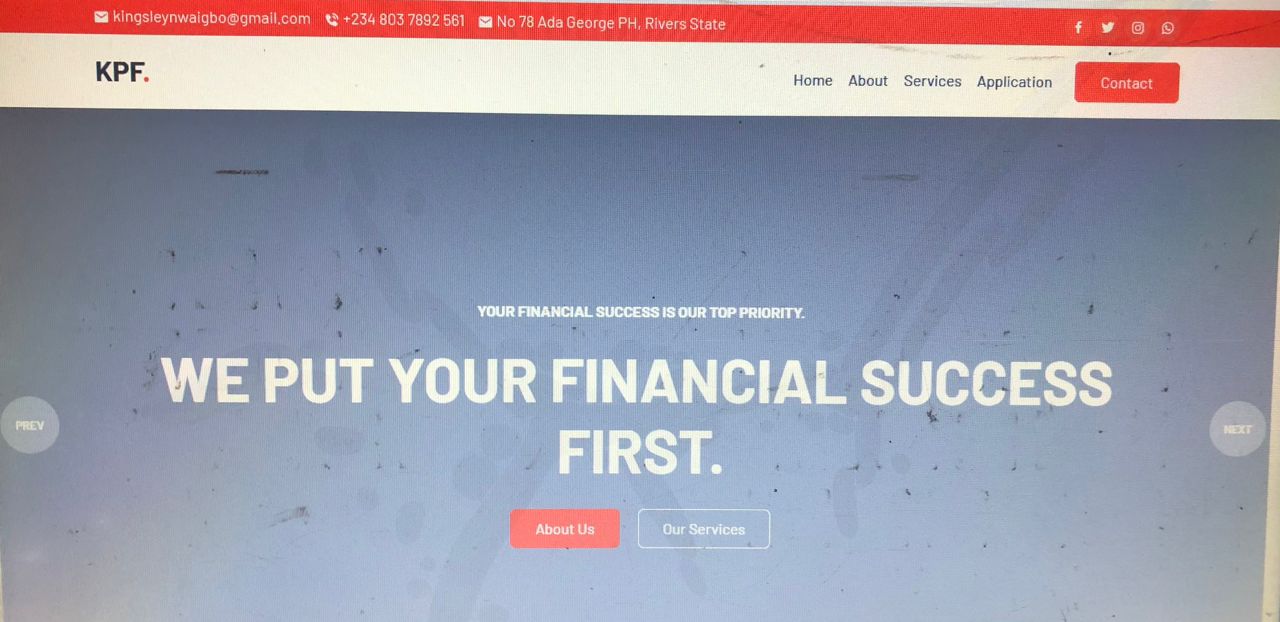 kingsleynwaigbo@gmail.com +234 803 7892 561 No 78 Ada George PH, Rivers State
KPF.
Home About Services Application Contact
YOUR FINANCIAL SUCCESS IS OUR TOP PRIORITY.
WE PUT YOUR FINANCIAL SUCCESS
FIRST.
PREV
NEXT
About Us Our Services